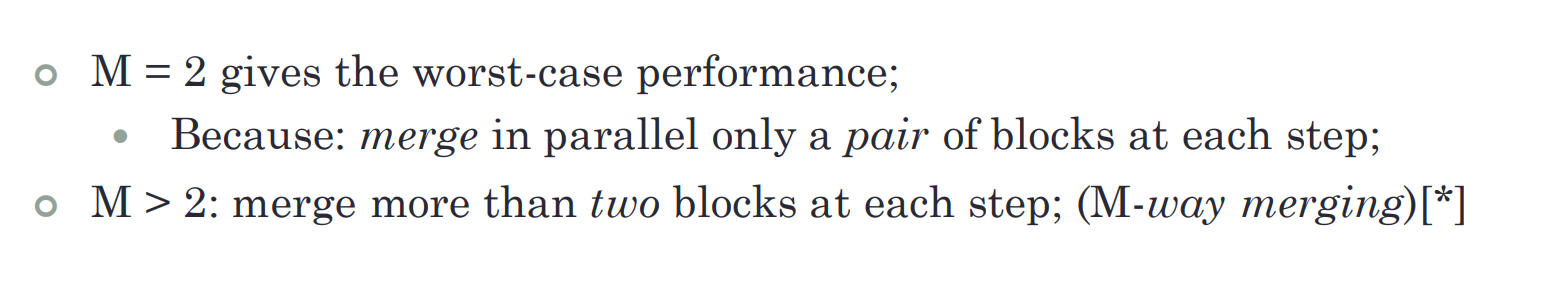 M = 2 gives the worst-case performance;
Because: merge in parallel only a pair of blocks at each step;
M > 2: merge more than two blocks at each step; (M-way merging)[*]